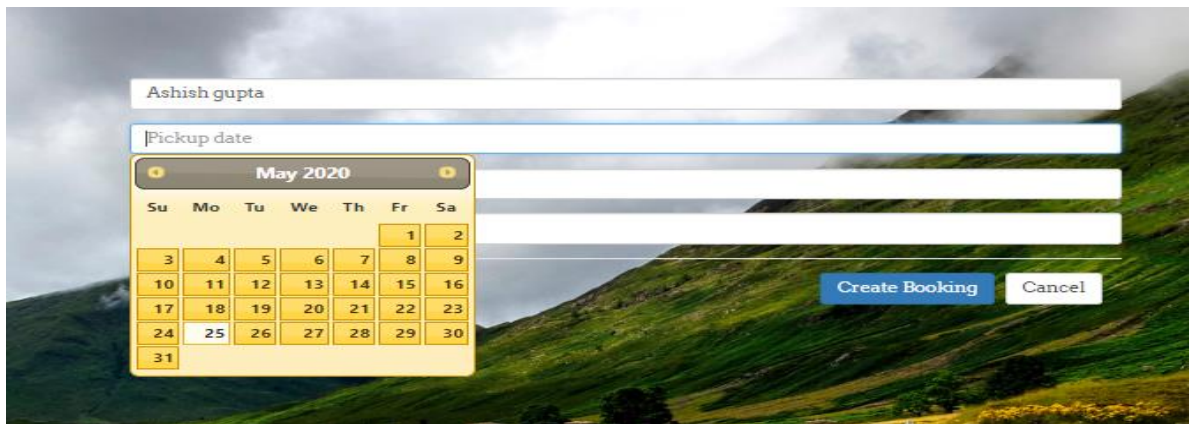 Ashish gupta
Pickup date
May 2020
Su Mo Tu We Th Fr Sa
1 2
3 4 5 6 7 8 9
10 11 12 13 14 15 16
17 18 19 20 21 22 23
24 25 26 27 28 29 30
31
Create Booking Cancel